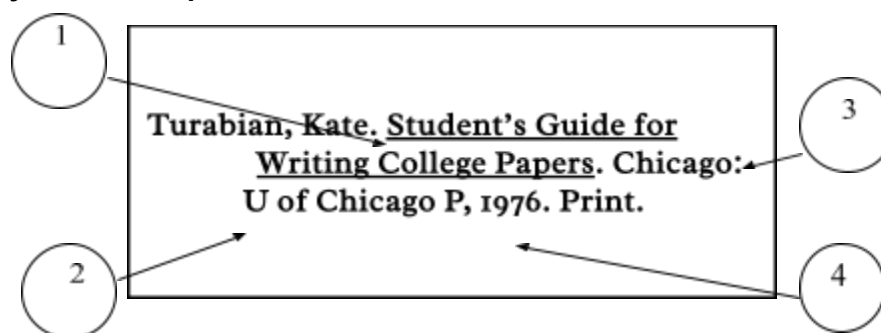 1
Turabian, Kate. Student's Guide for
3
Writing College Papers. Chicago:
U of Chicago P, 1976. Print.
2
4